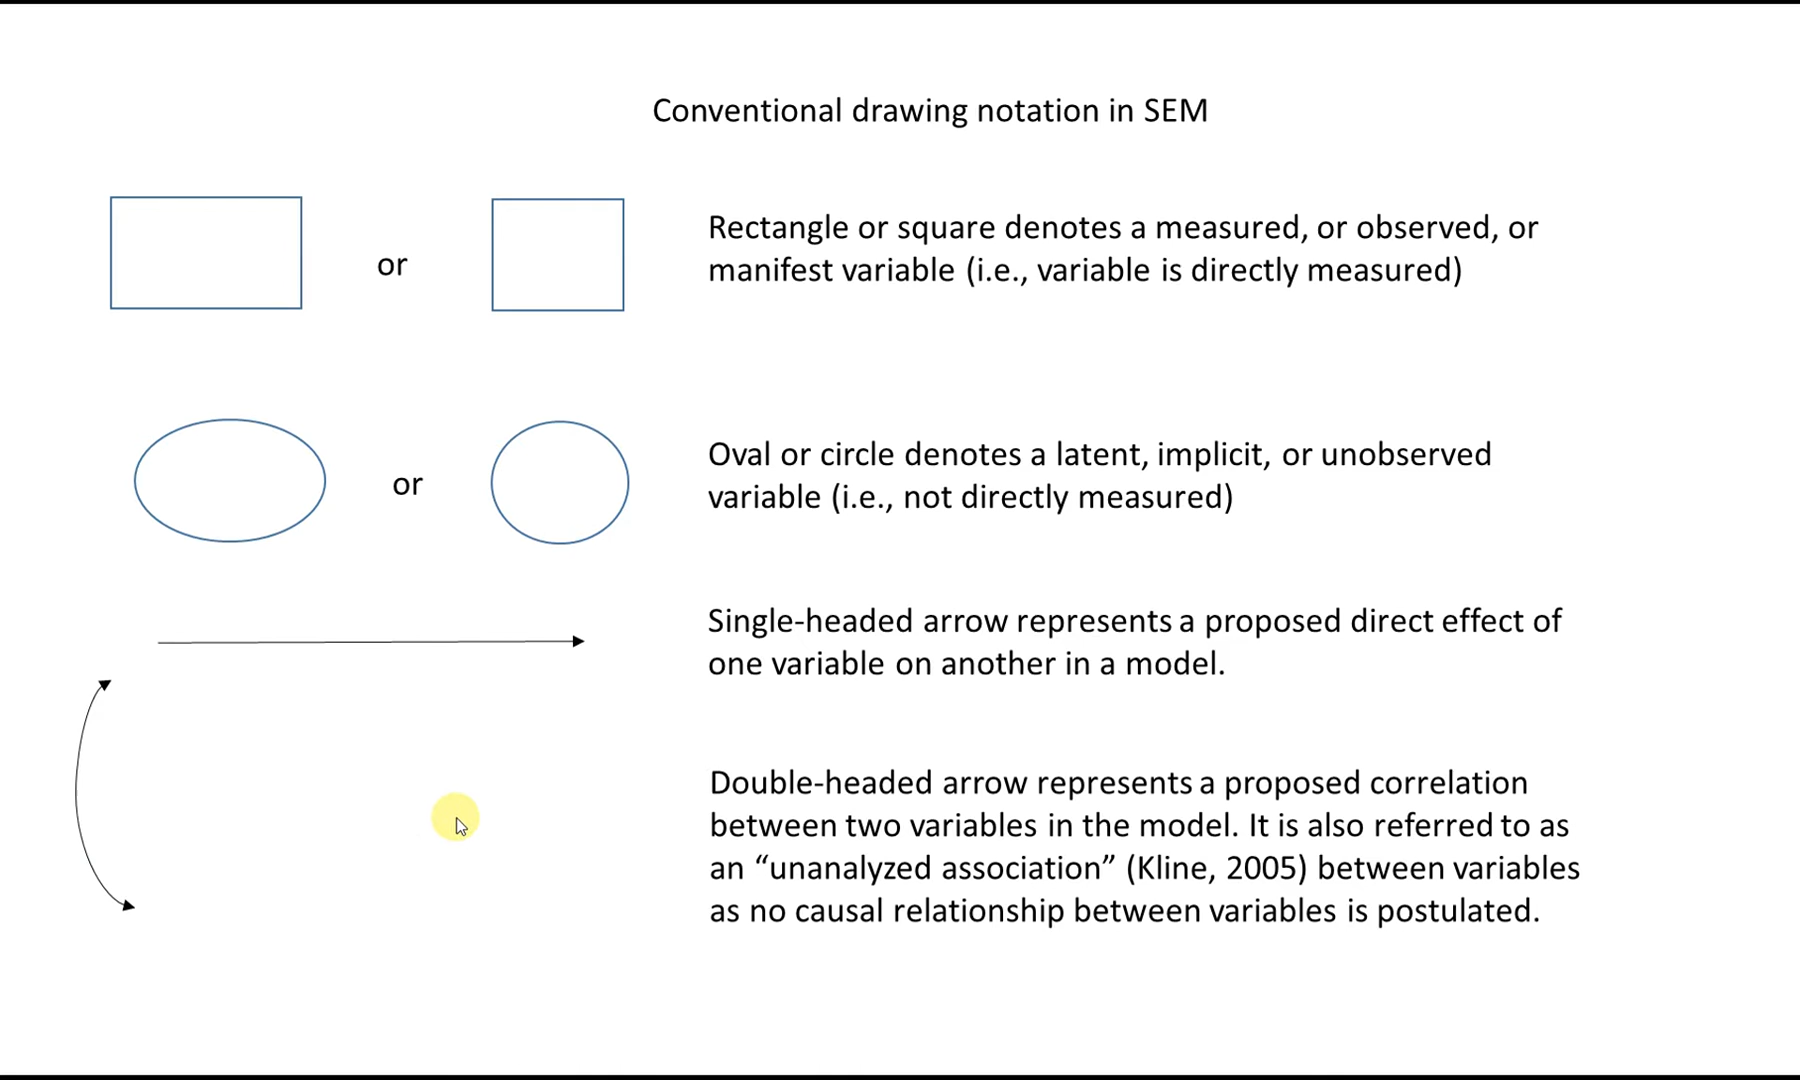 Conventional drawing notation in SEM
or
Rectangle or square denotes a measured, or observed, or
manifest variable (i.e., variable is directly measured)
or
Oval or circle denotes a latent, implicit, or unobserved
variable (i.e., not directly measured)
Single-headed arrow represents a proposed direct effect of
one variable on another in a model.
Double-headed arrow represents a proposed correlation
between two variables in the model. It is also referred to as
an “unanalyzed association” (Kline, 2005) between variables
as no causal relationship between variables is postulated.